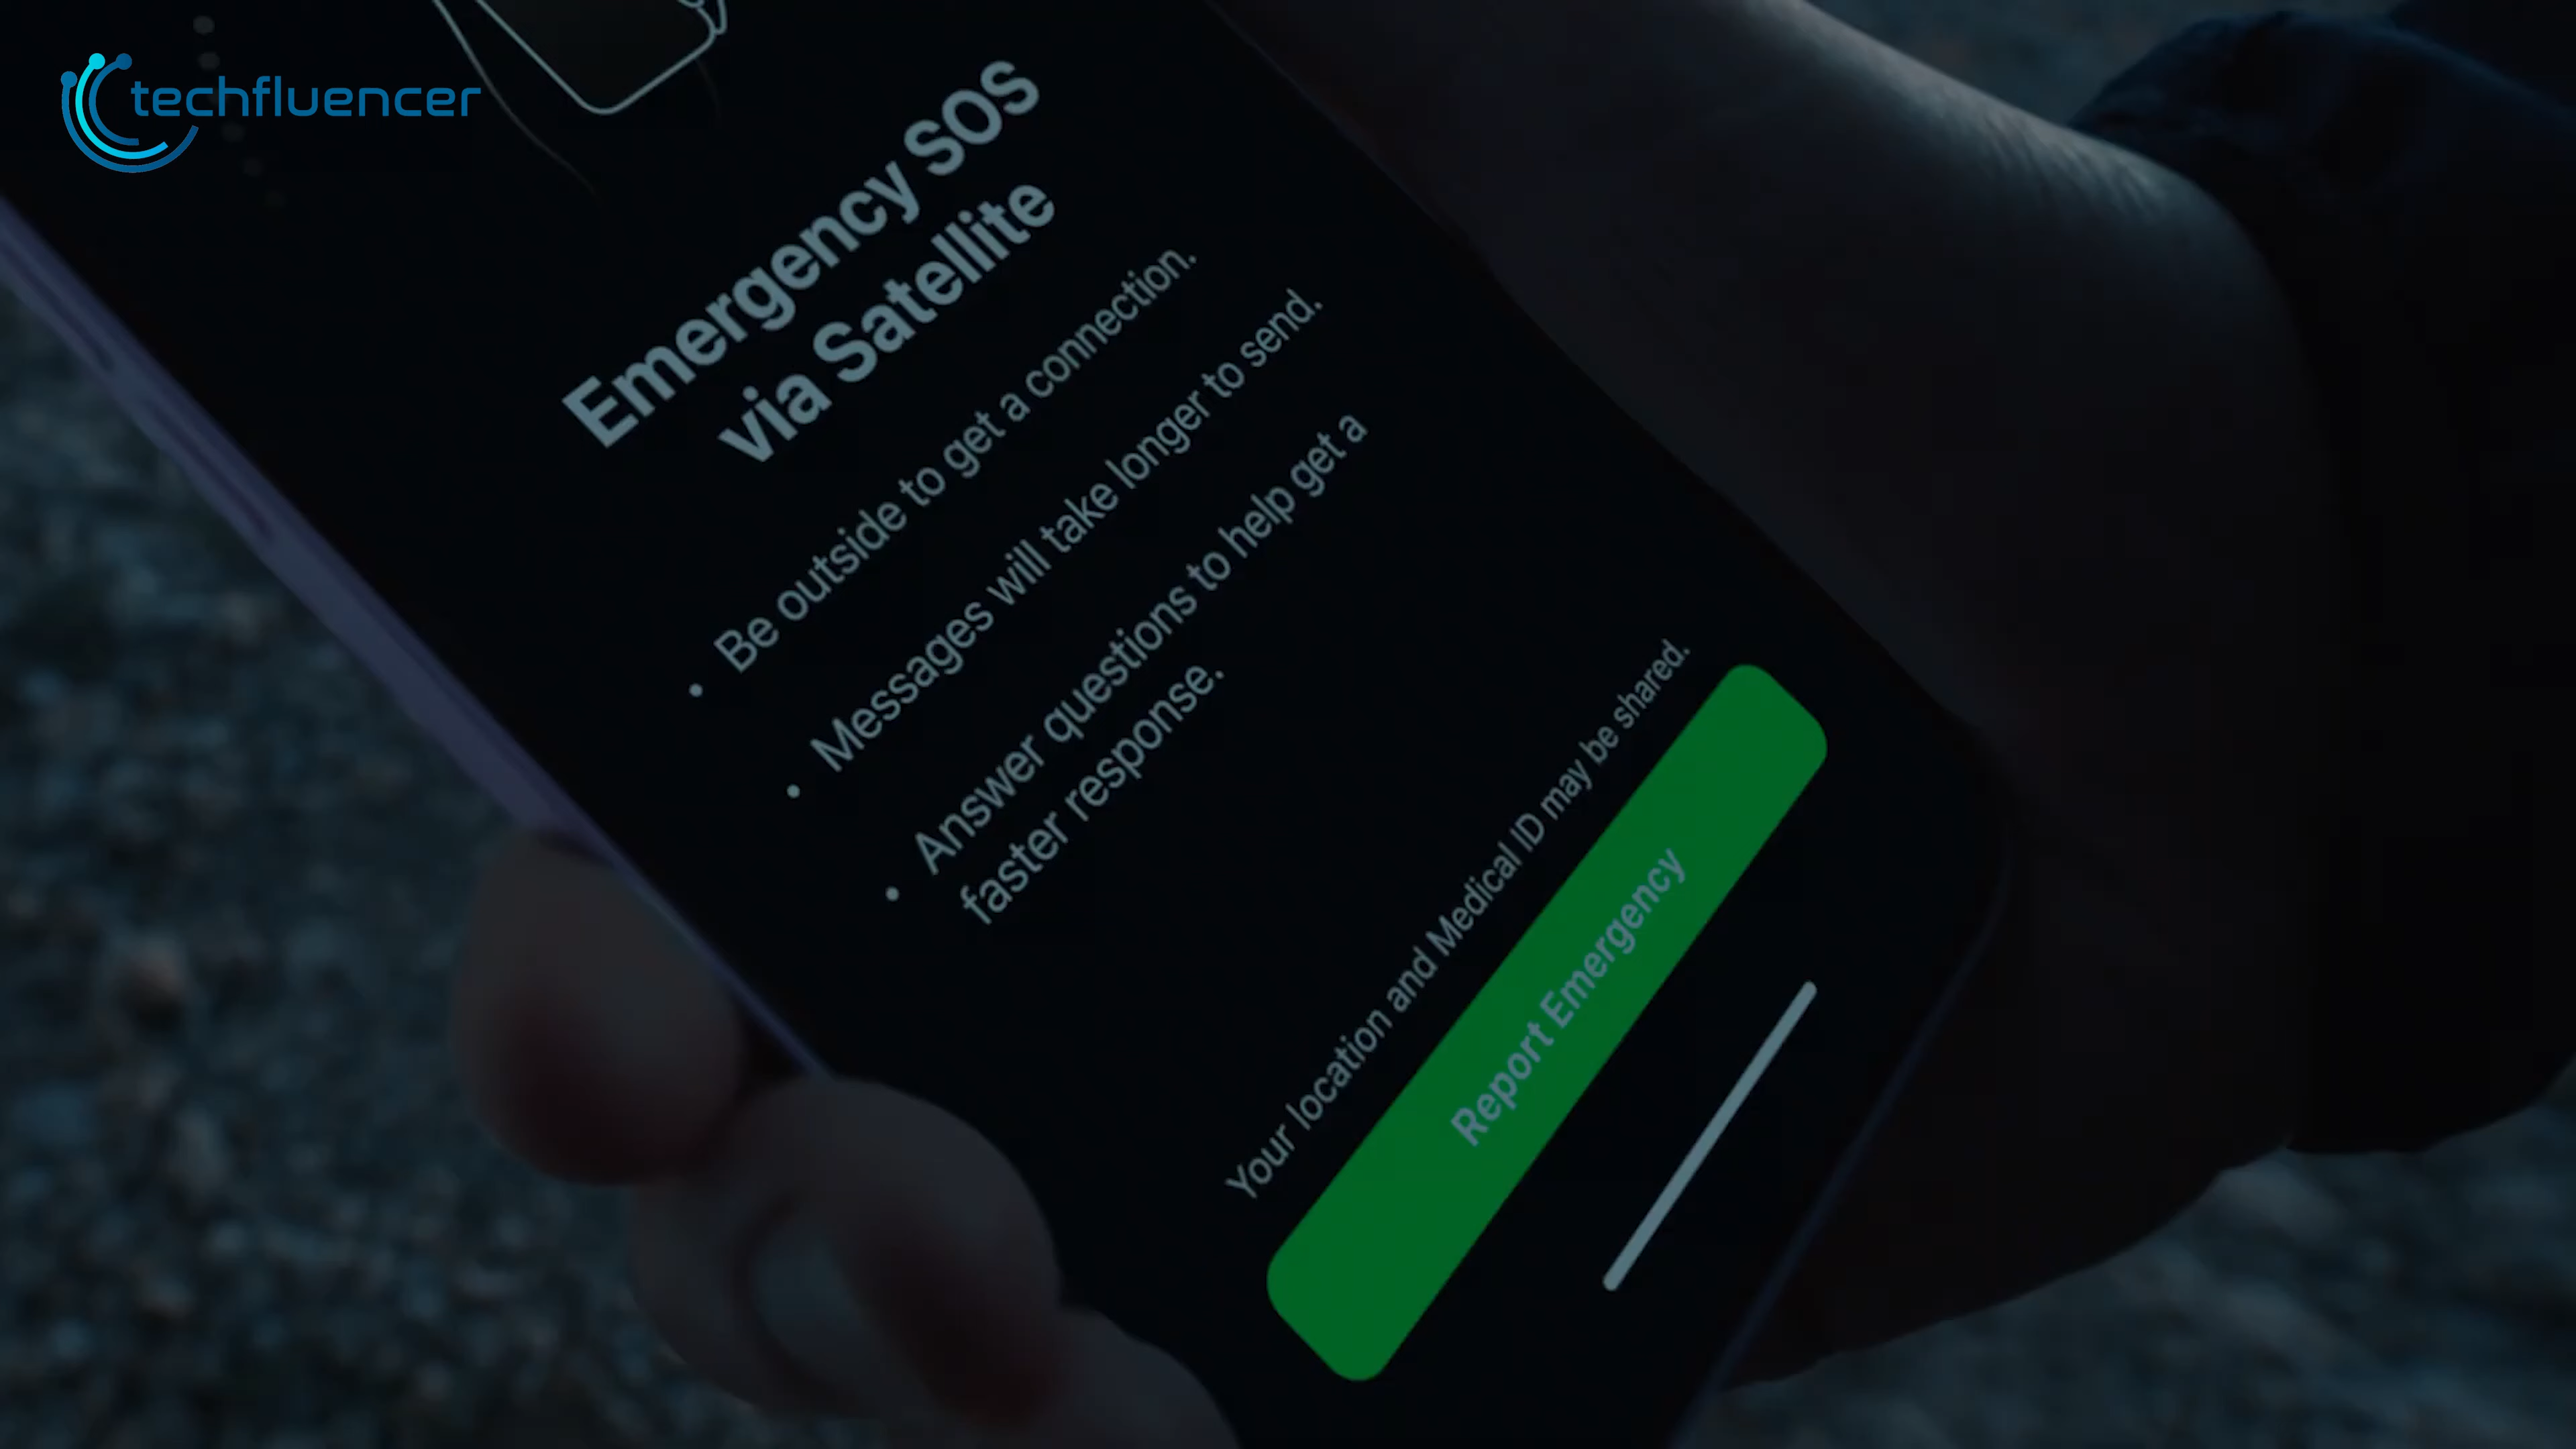 techfluencer
Emergency SOS
via Satellite
• Be outside to get a connection.
• Messages will take longer to send.
• Answer questions to help get a
faster response.
Your location and Medical ID may be shared.
Report Emergency